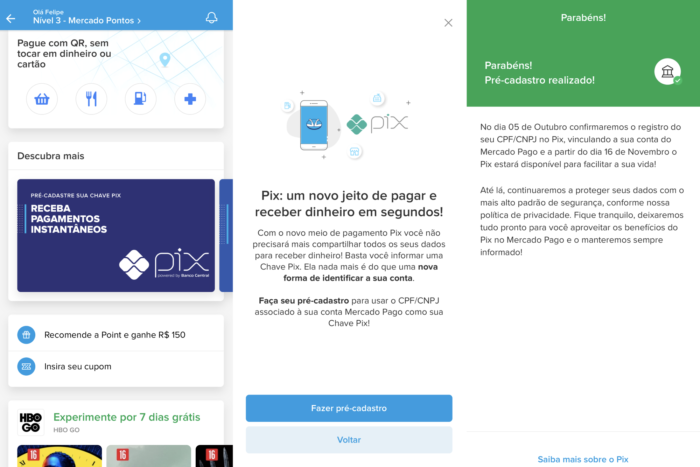 Olá Felipe
Nível 3 - Mercado Pontos >
Pague com QR, sem
tocar em dinheiro ou
cartão
Descubra mais
PRÉ-CADASTRE SUA CHAVE PIX
RECEBA
PAGAMENTOS
INSTANTÂNEOS
pix
powered by Banco Central
Recomende a Point e ganhe R$ 150
Insira seu cupom
HBO
GO
Experimente por 7 dias grátis
HBO GO
16
16
16
pix
Pix: um novo jeito de pagar e
receber dinheiro em segundos!
Com o novo meio de pagamento Pix você não
precisará mais compartilhar todos os seus dados
para receber dinheiro! Basta você informar uma
Chave Pix. Ela nada mais é do que uma nova
forma de identificar a sua conta.
Faça seu pré-cadastro para usar o CPF/CNPJ
associado à sua conta Mercado Pago como sua
Chave Pix!
Fazer pré-cadastro
Voltar
Parabéns!
Parabéns!
Pré-cadastro realizado!
No dia 05 de Outubro confirmaremos o registro do
seu CPF/CNPJ no Pix, vinculando a sua conta do
Mercado Pago e a partir do dia 16 de Novembro o
Pix estará disponível para facilitar a sua vida!
Até lá, continuaremos a proteger seus dados com o
mais alto padrão de segurança, conforme nossa
política de privacidade. Fique tranquilo, deixaremos
tudo pronto para você aproveitar os benefícios do
Pix no Mercado Pago e o manteremos sempre
informado!
Saiba mais sobre o Pix